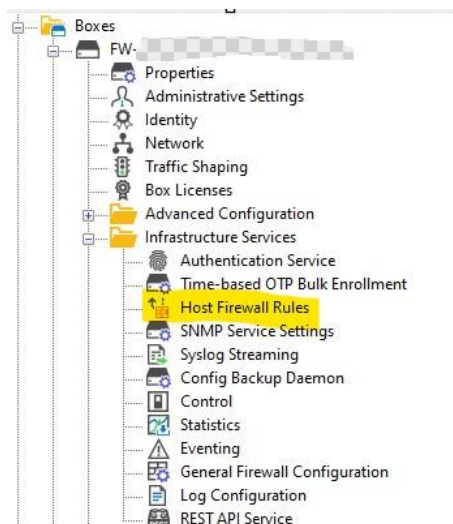 Boxes
FW-
Properties
Administrative Settings
Identity
Network
Traffic Shaping
Box Licenses
Advanced Configuration
Infrastructure Services
Authentication Service
Time-based OTP Bulk Enrollment
Host Firewall Rules
SNMP Service Settings
Syslog Streaming
Config Backup Daemon
Control
Statistics
Eventing
General Firewall Configuration
Log Configuration
REST API Service